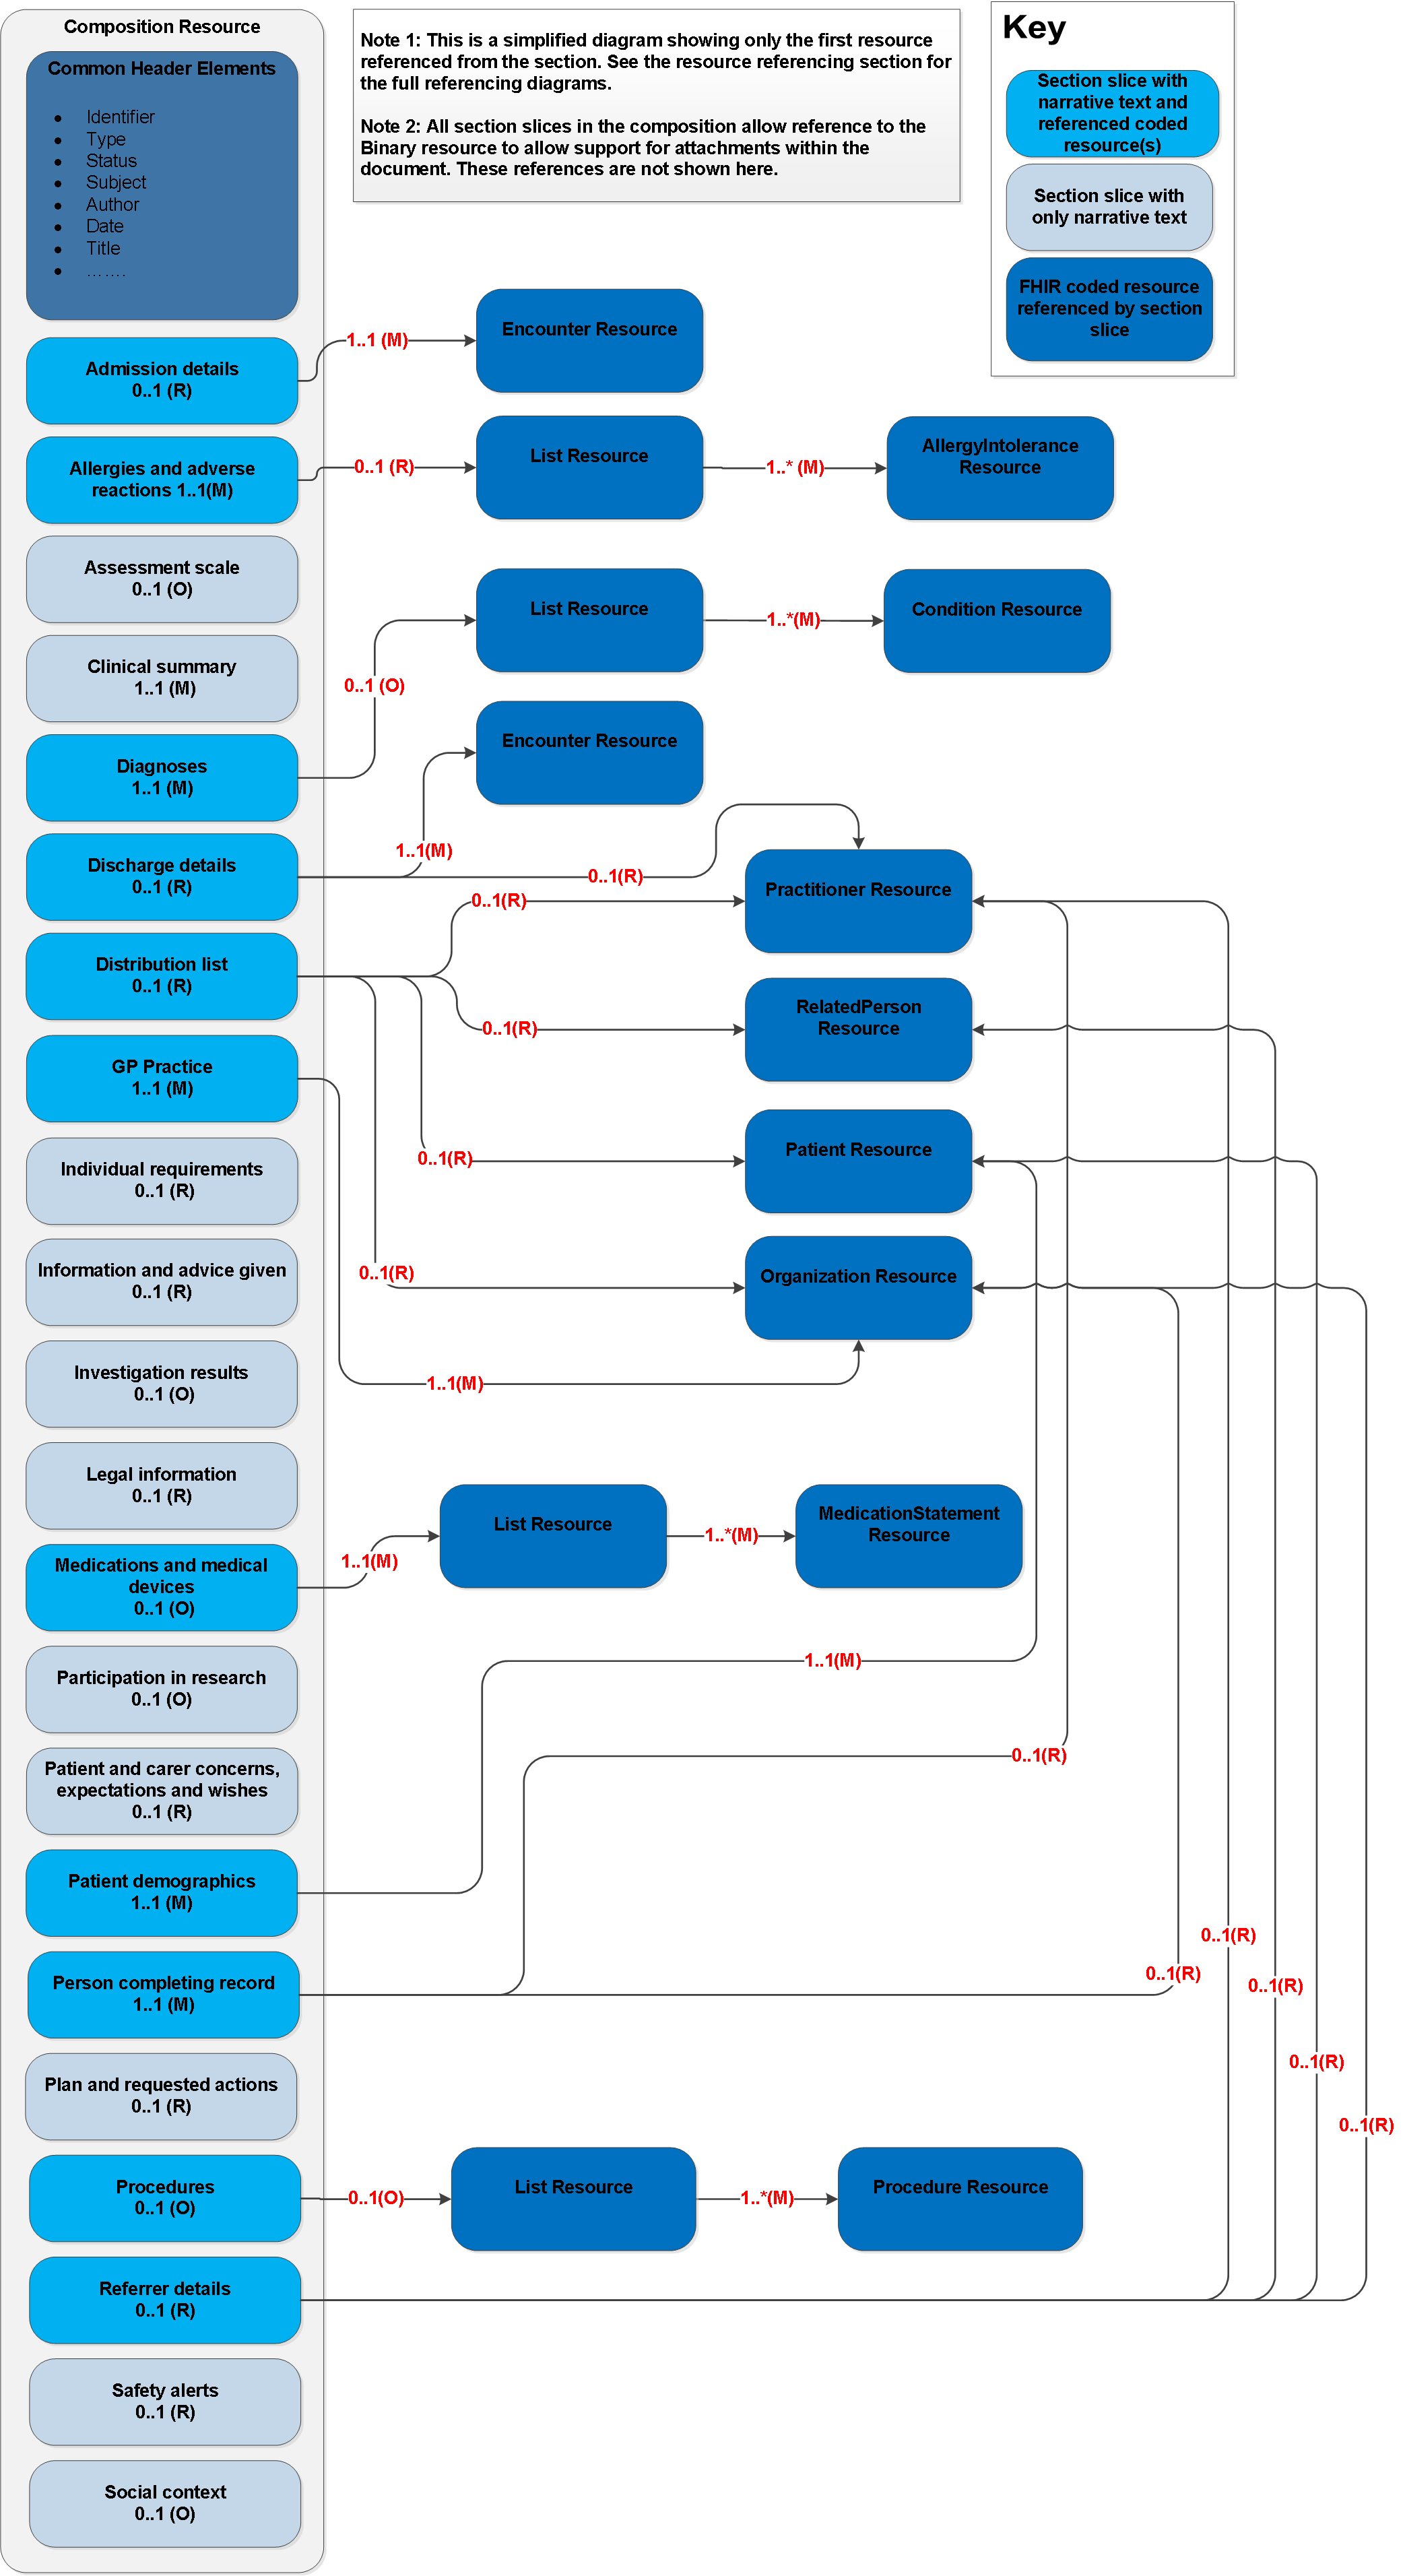 Composition Resource
Common Header Elements
● Identifier
● Type
● Status
● Subject
● Author
● Date
● Title
● …….
Note 1: This is a simplified diagram showing only the first resource
referenced from the section. See the resource referencing section for
the full referencing diagrams.
Note 2: All section slices in the composition allow reference to the
Binary resource to allow support for attachments within the
document. These references are not shown here.
Key
Section slice with
narrative text and
referenced coded
resource(s)
Section slice with
only narrative text
FHIR coded resource
referenced by section
slice
Admission details
0..1 (R)
1..1 (M)
Encounter Resource
Allergies and adverse
reactions 1..1(M)
0..1 (R)
List Resource
1..* (M)
AllergyIntolerance
Resource
Assessment scale
0..1 (O)
List Resource
1..*(M)
Condition Resource
Clinical summary
1..1 (M)
0..1 (O)
Diagnoses
1..1 (M)
Encounter Resource
Discharge details
0..1 (R)
1..1(M)
0..1(R)
Practitioner Resource
0..1(R)
Distribution list
0..1 (R)
0..1(R)
RelatedPerson
Resource
GP Practice
1..1 (M)
0..1(R)
Patient Resource
Individual requirements
0..1 (R)
Information and advice given
0..1 (R)
0..1(R)
Organization Resource
Investigation results
0..1 (O)
1..1(M)
Legal information
0..1 (R)
Medications and medical
devices
0..1 (O)
1..1(M)
List Resource
1..*(M)
MedicationStatement
Resource
Participation in research
0..1 (O)
1..1(M)
Patient and carer concerns,
expectations and wishes
0..1 (R)
0..1(R)
Patient demographics
1..1 (M)
0..1(R)
Person completing record
1..1 (M)
0..1(R)
0..1(R)
Plan and requested actions
0..1 (R)
0..1(R)
0..1(R)
Procedures
0..1 (O)
0..1(O)
List Resource
1..*(M)
Procedure Resource
Referrer details
0..1 (R)
Safety alerts
0..1 (R)
Social context
0..1 (O)